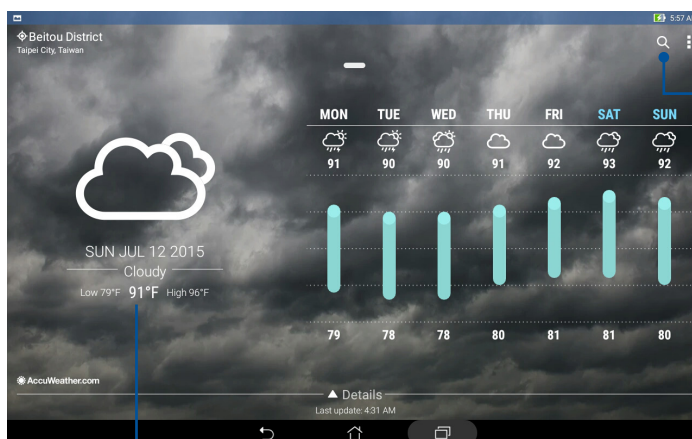 5:57 A
Beitou District
Taipei City, Taiwan
MON TUE WED THU FRI SAT SUN
91 90 90 91 92 93 92
SUN JUL 12 2015
Cloudy
Low 79°F 91°F High 96°F
79 78 78 80 81 81 80
AccuWeather.com
Details
Last update: 4:31 AM